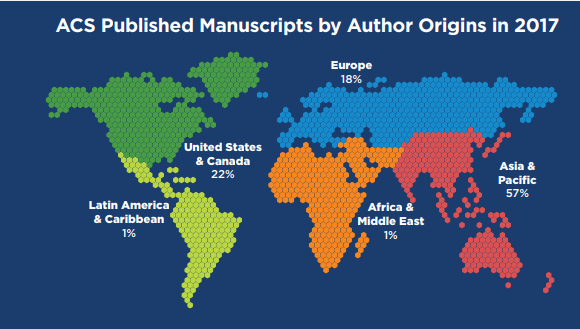 ACS Published Manuscripts by Author Origins in 2017
Europe
18%
United States
& Canada
22%
Asia &
Pacific
57%
Latin America
& Caribbean
1%
Africa &
Middle East
1%